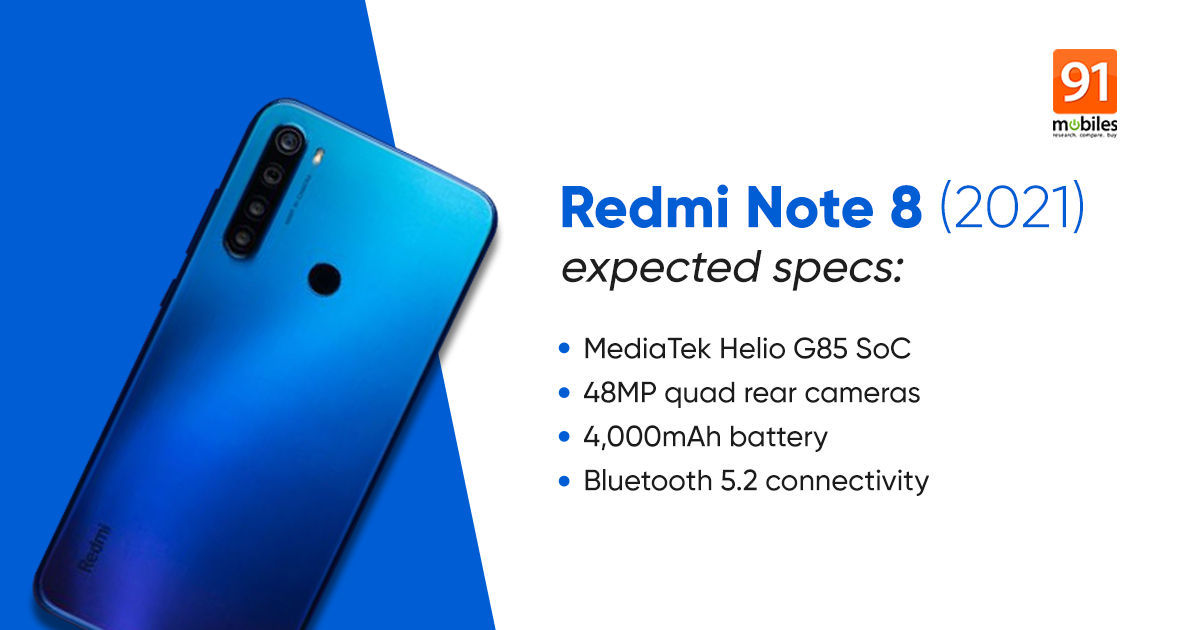 91
mobiles
research. compare. buy
Redmi Note 8 (2021)
expected specs:
• MediaTek Helio G85 SoC
• 48MP quad rear cameras
• 4,000mAh battery
• Bluetooth 5.2 connectivity
Redmi